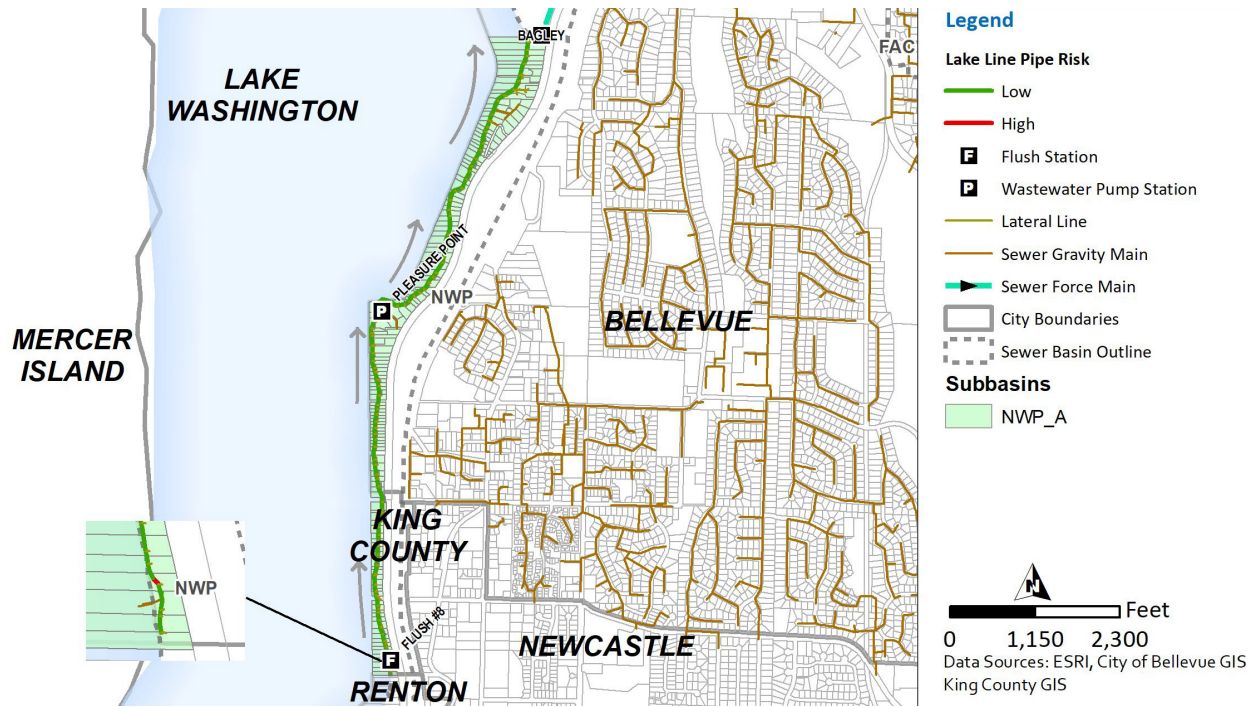 BAGLEY
FAC
LAKE
WASHINGTON
PLEASURE POINT
P
NWP
MERCER
ISLAND
BELLEVUE
KING
COUNTY
NWP
FLUSH #8
F
NEWCASTLE
RENTON
Legend
Lake Line Pipe Risk
Low
High
F Flush Station
P Wastewater Pump Station
Lateral Line
Sewer Gravity Main
Sewer Force Main
City Boundaries
Sewer Basin Outline
Subbasins
NWP_A
N
Feet
0 1,150 2,300
Data Sources: ESRI, City of Bellevue GIS
King County GIS